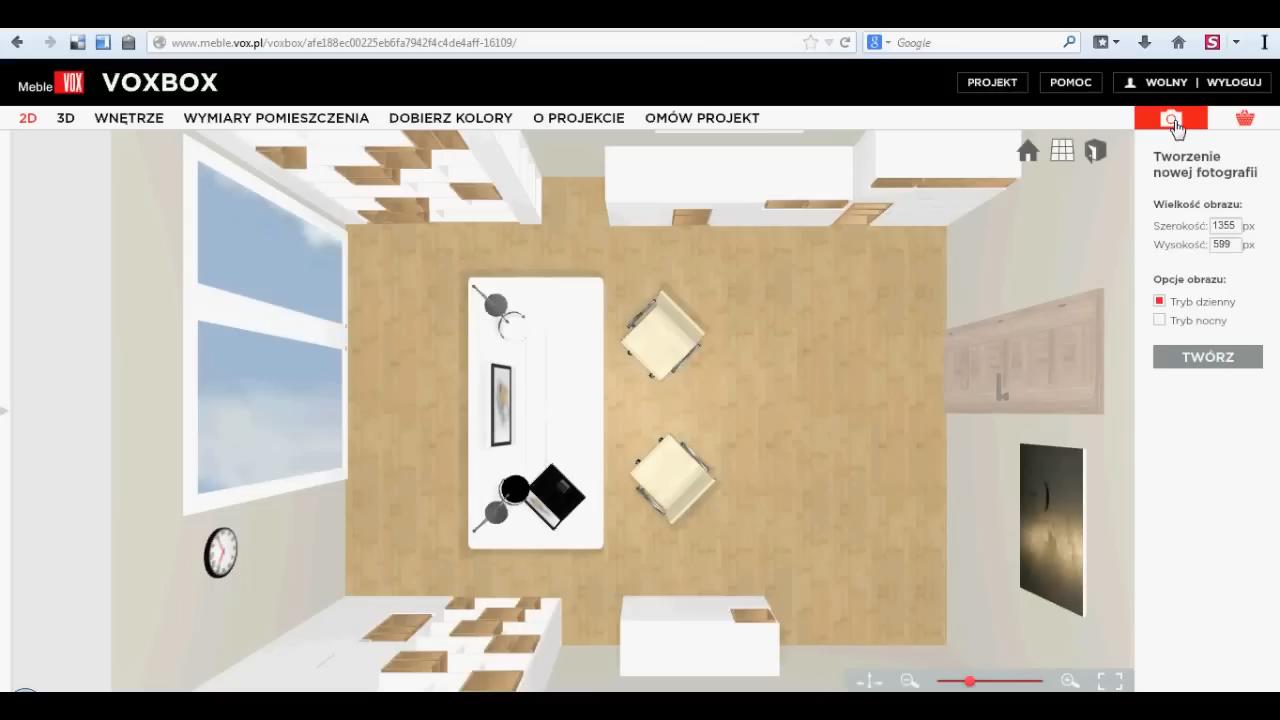 www.meble.vox.pl/voxbox/afe188ec00225eb6fa7942f4c4de4aff-16109/
Google
Meble VOX VOXBOX
PROJEKT
POMOC
WOLNY | WYLOGUJ
2D 3D WNĘTRZE WYMIARY POMIESZCZENIA DOBIERZ KOLORY O PROJEKCIE OMÓW PROJEKT
Tworzenie
nowej fotografii
Wielkość obrazu:
Szerokość: 1355 px
Wysokość: 599 px
Opcje obrazu:
Tryb dzienny
Tryb nocny
TWÓRZ